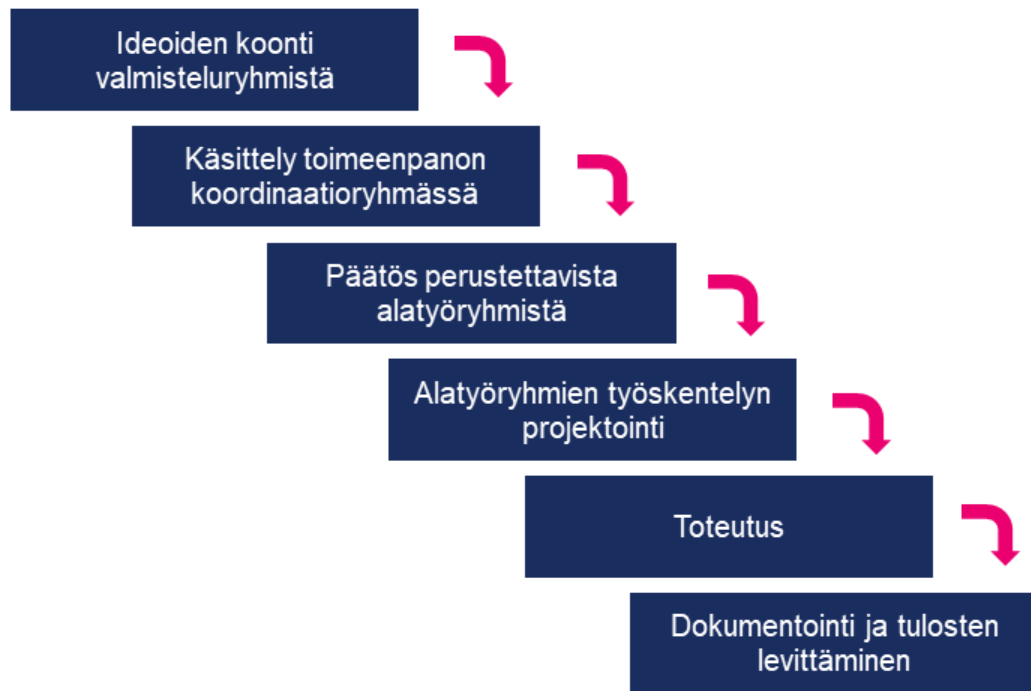 Ideoiden koonti
valmisteluryhmistä
Käsittely toimeenpanon
koordinaatioryhmässä
Päätös perustettavista
alatyöryhmistä
Alatyöryhmien työskentelyn
projektointi
Toteutus
Dokumentointi ja tulosten
levittäminen